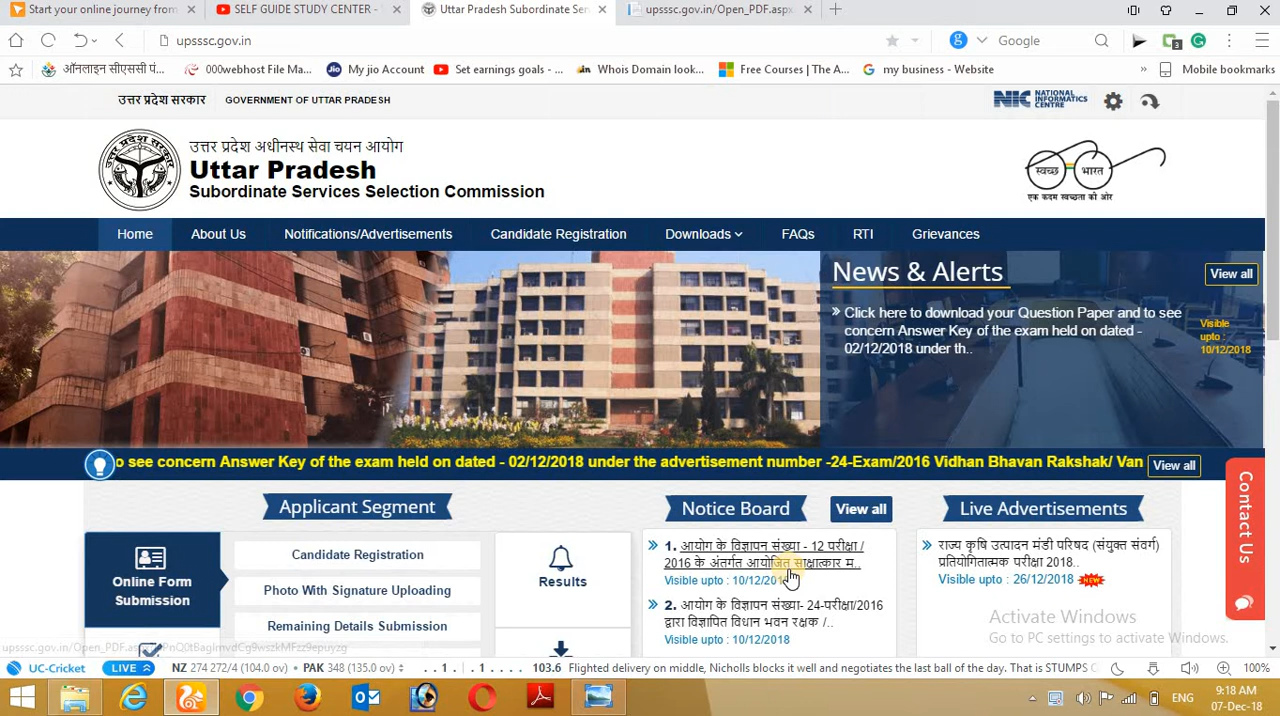 Start your online journey from
SELF GUIDE STUDY CENTER -
Uttar Pradesh Subordinate Ser
upsssc.gov.in/Open_PDF.aspx
upsssc.gov.in
Google
3
ऑनलाइन सीएससी पं...
000webhost File Ma...
My jio Account
Set earnings goals - ...
Whois Domain look...
Free Courses | The A...
my business - Website
Mobile bookmarks
उत्तर प्रदेश सरकार
GOVERNMENT OF UTTAR PRADESH
NIC NATIONAL
INFORMATICS
CENTRE
उत्तर प्रदेश अधीनस्थ सेवा चयन आयोग
Uttar Pradesh
Subordinate Services Selection Commission
स्वच्छ भारत
एक कदम स्वच्छता की ओर
Home
About Us
Notifications/Advertisements
Candidate Registration
Downloads
FAQs
RTI
Grievances
News & Alerts
View all
Click here to download your Question Paper and to see
concern Answer Key of the exam held on dated -
02/12/2018 under th..
Visible
upto :
10/12/2018
o see concern Answer Key of the exam held on dated - 02/12/2018 under the advertisement number -24-Exam/2016 Vidhan Bhavan Rakshak/ Van
View all
Applicant Segment
Online Form
Submission
Candidate Registration
Photo With Signature Uploading
Remaining Details Submission
Results
Notice Board
View all
1. आयोग के विज्ञापन संख्या - 12 परीक्षा /
2016 के अंतर्गत आयोजित साक्षात्कार म..
Visible upto : 10/12/201
2. आयोग के विज्ञापन संख्या- 24-परीक्षा/2016
द्वारा विज्ञापित विधान भवन रक्षक /..
Visible upto : 10/12/2018
Live Advertisements
राज्य कृषि उत्पादन मंडी परिषद (संयुक्त संवर्ग)
प्रतियोगितात्मक परीक्षा 2018..
Visible upto : 26/12/2018 NEW
Contact Us
Activate Windows
Go to PC settings to activate Windows.
UC-Cricket
LIVE
NZ 274 272/4 (104.0 ov)
PAK 348 (135.0 ov)
. . 1 . | 1 . . . .
103.6 Flighted delivery on middle, Nicholls blocks it well and negotiates the last ball of the day. That is STUMPS C
100%
ENG
9:18 AM
07-Dec-18